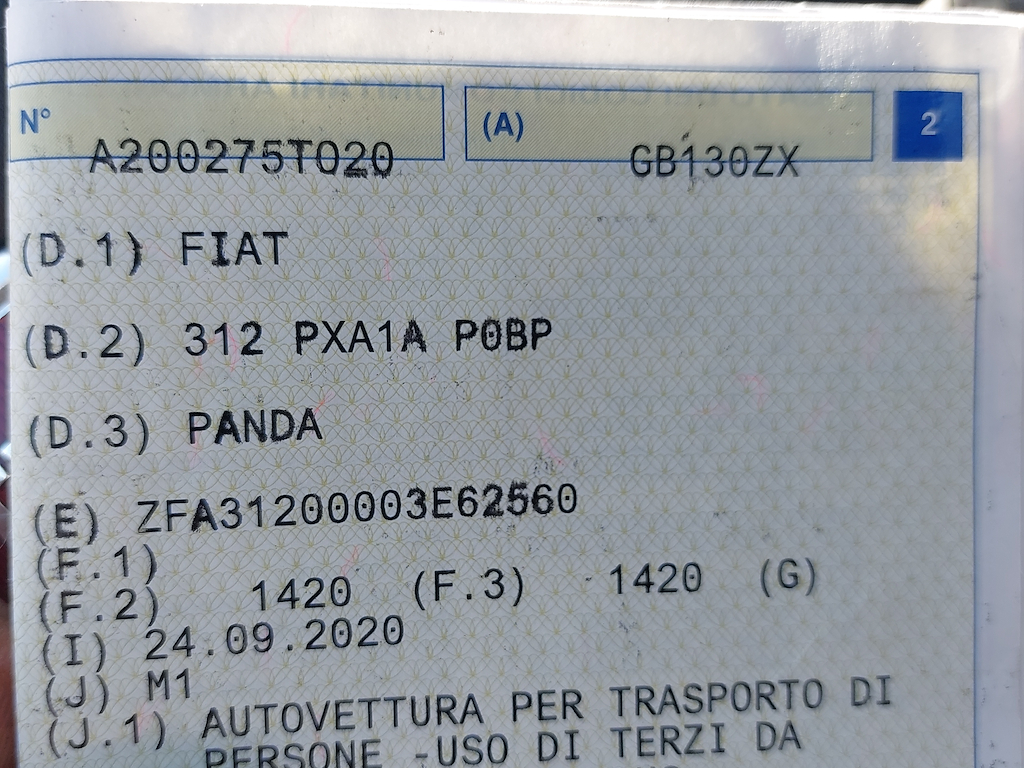 N° (A) 2
A200275TO20 GB130ZX
(D.1) FIAT
(D.2) 312 PXA1A P0BP
(D.3) PANDA
(E) ZFA31200003E62560
(F.1)
(F.2) 1420 (F.3) 1420 (G)
(I) 24.09.2020
(J) M1
(J.1) AUTOVETTURA PER TRASPORTO DI
PERSONE -USO DI TERZI DA